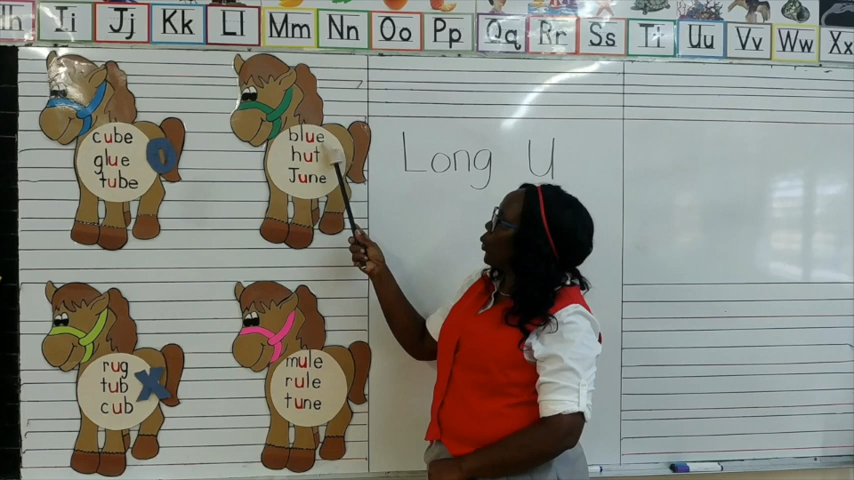 Hh Ii Jj Kk Ll Mm Nn Oo Pp Qq Rr Ss Tt Uu Vv Ww Xx
cube
glue
tube
O
blue
hut
June
Long U
rug
tub
cub
X
mule
rule
tune